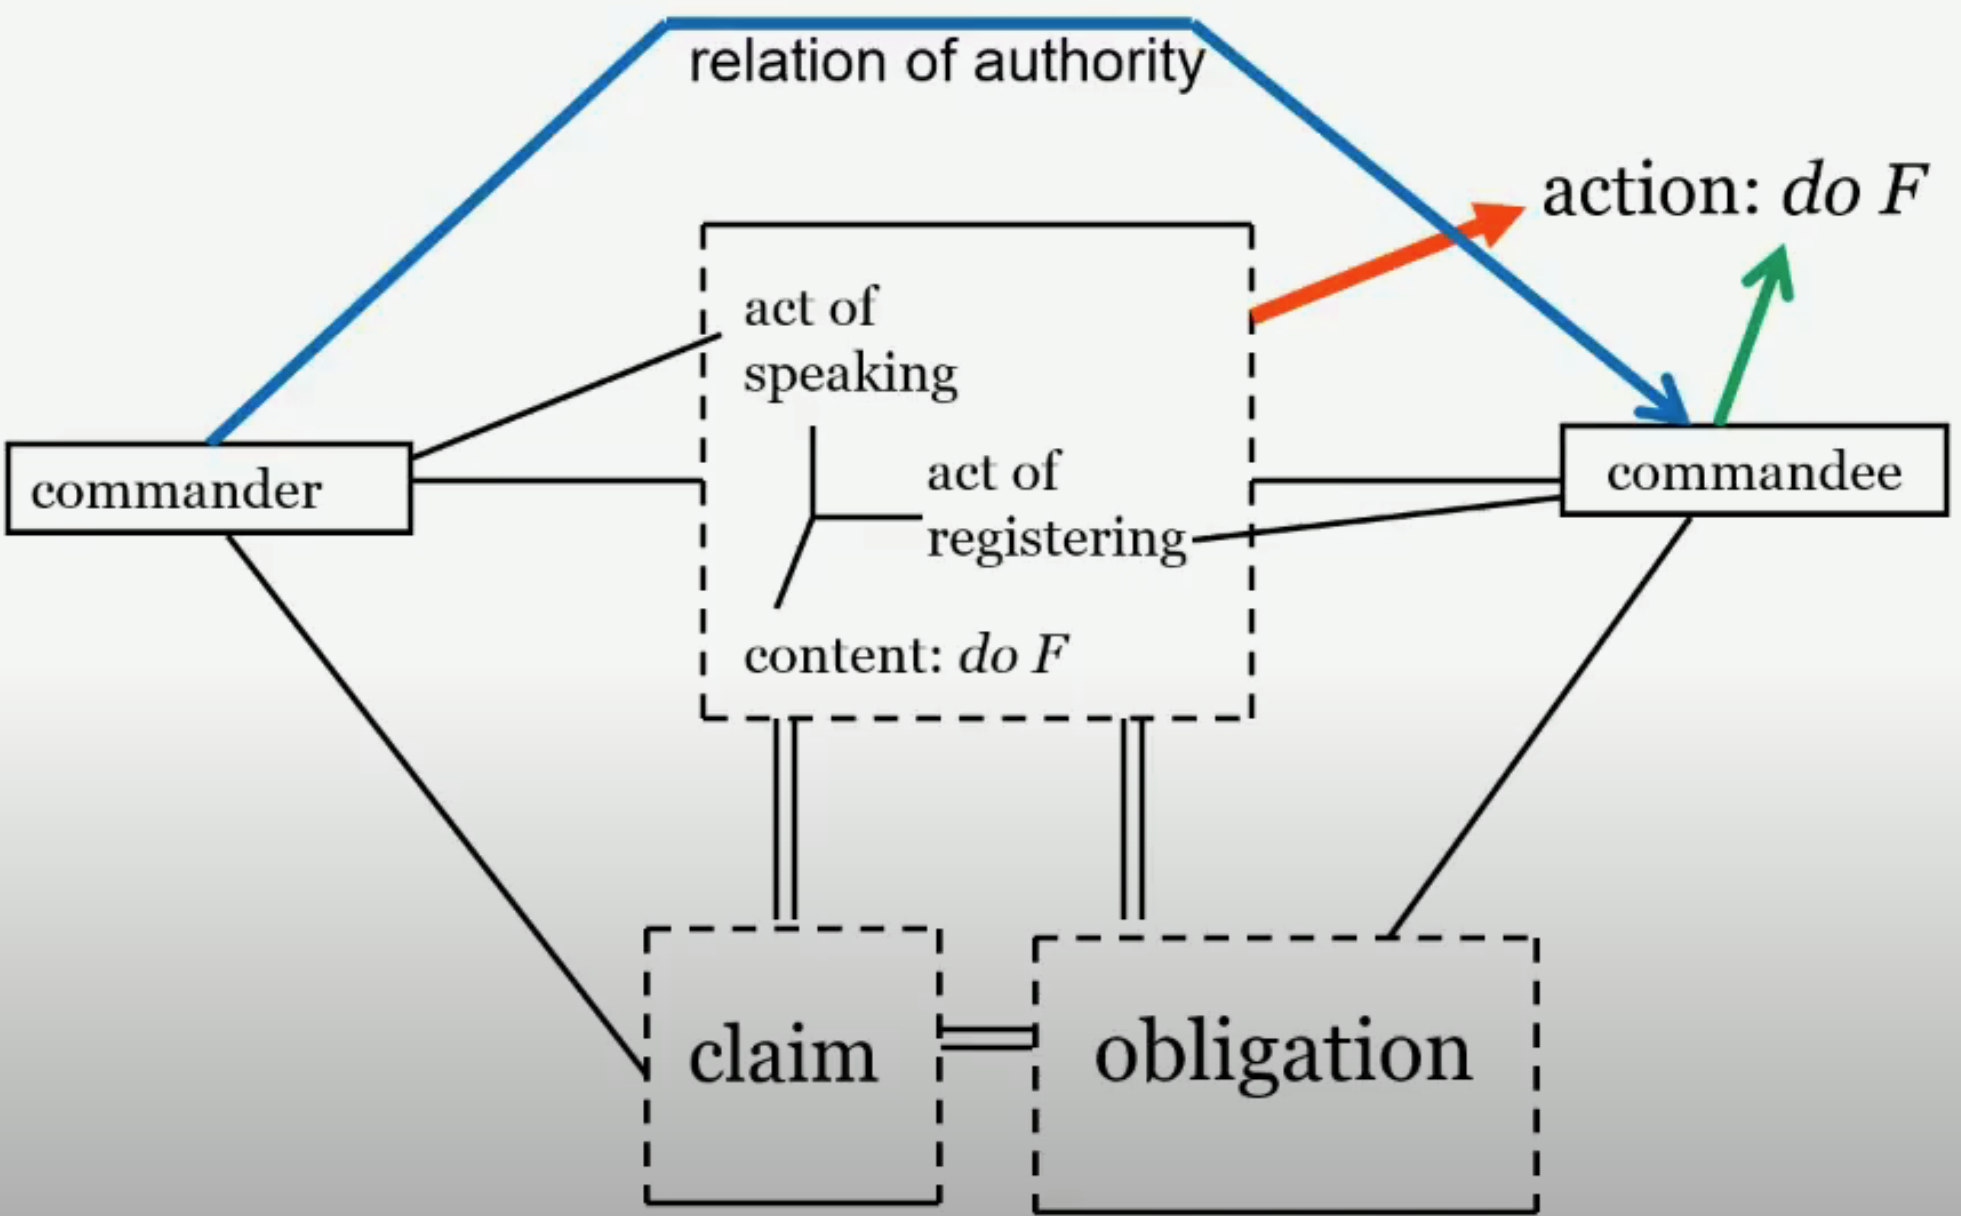 relation of authority
action: do F
act of
speaking
commander
act of
registering
commandee
content: do F
claim
obligation